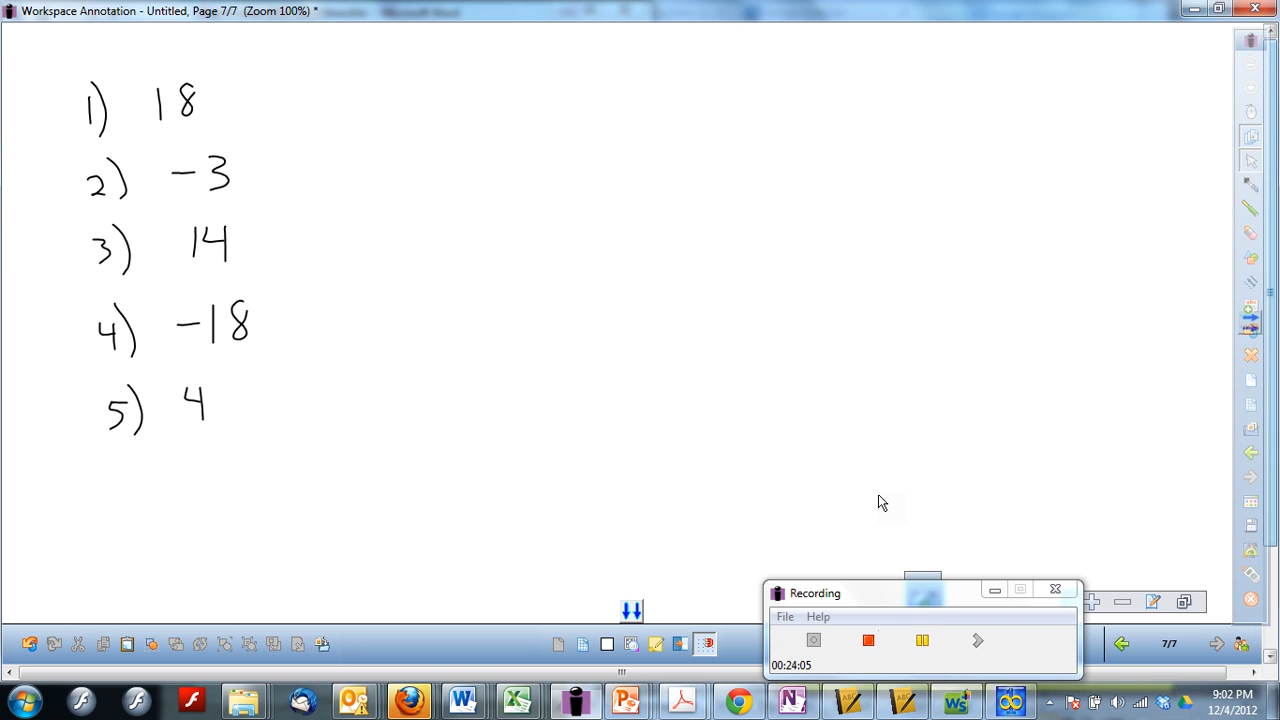 Workspace Annotation - Untitled, Page 7/7 (Zoom 100%) *
1) 18
2) -3
3) 14
4) -18
5) 4
Recording
File Help
00:24:05
7/7
9:02 PM
12/4/2012